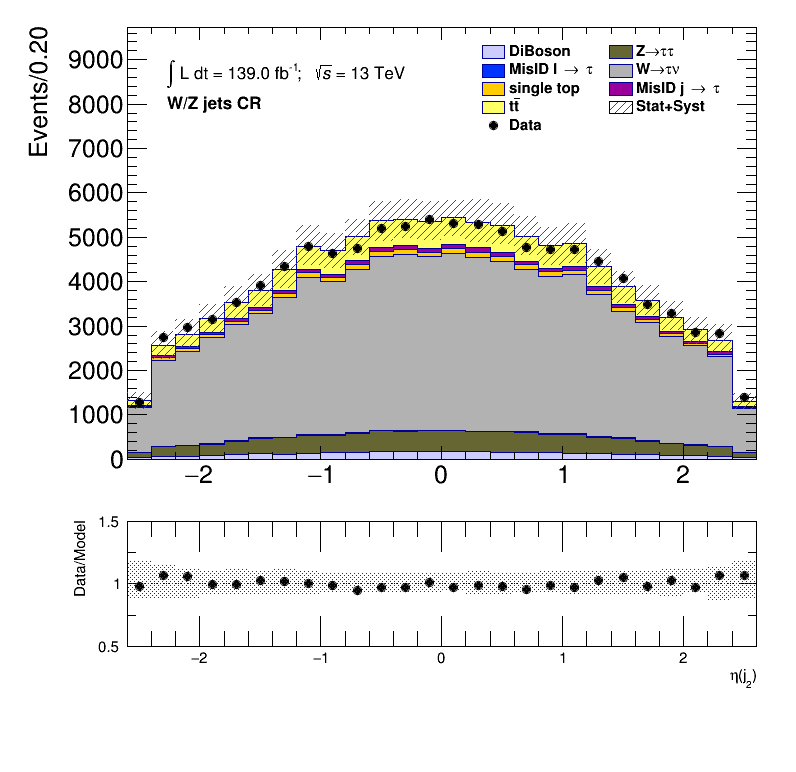 Events/0.20
9000
8000
7000
6000
5000
4000
3000
2000
1000
0
∫ L dt = 139.0 fb⁻¹; √s = 13 TeV
W/Z jets CR
DiBoson
Z→ττ
MisID l → τ
W→τν
single top
MisID j → τ
tt̄
Stat+Syst
Data
−2 −1 0 1 2
Data/Model
1.5
1
0.5
−2 −1 0 1 2
η(j₂)